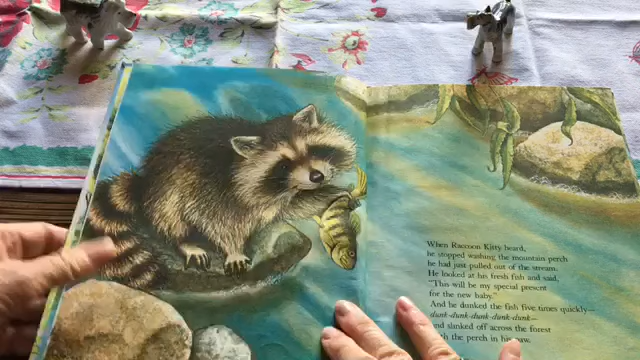 When Raccoon Kitty heard,
he stopped washing the mountain perch
he had just pulled out of the stream.
He looked at his fresh fish and said,
"This will be my special present
for the new baby."
And he dunked the fish five times quickly—
dunk-dunk-dunk-dunk-dunk—
and slunked off across the forest
the perch in his paw.